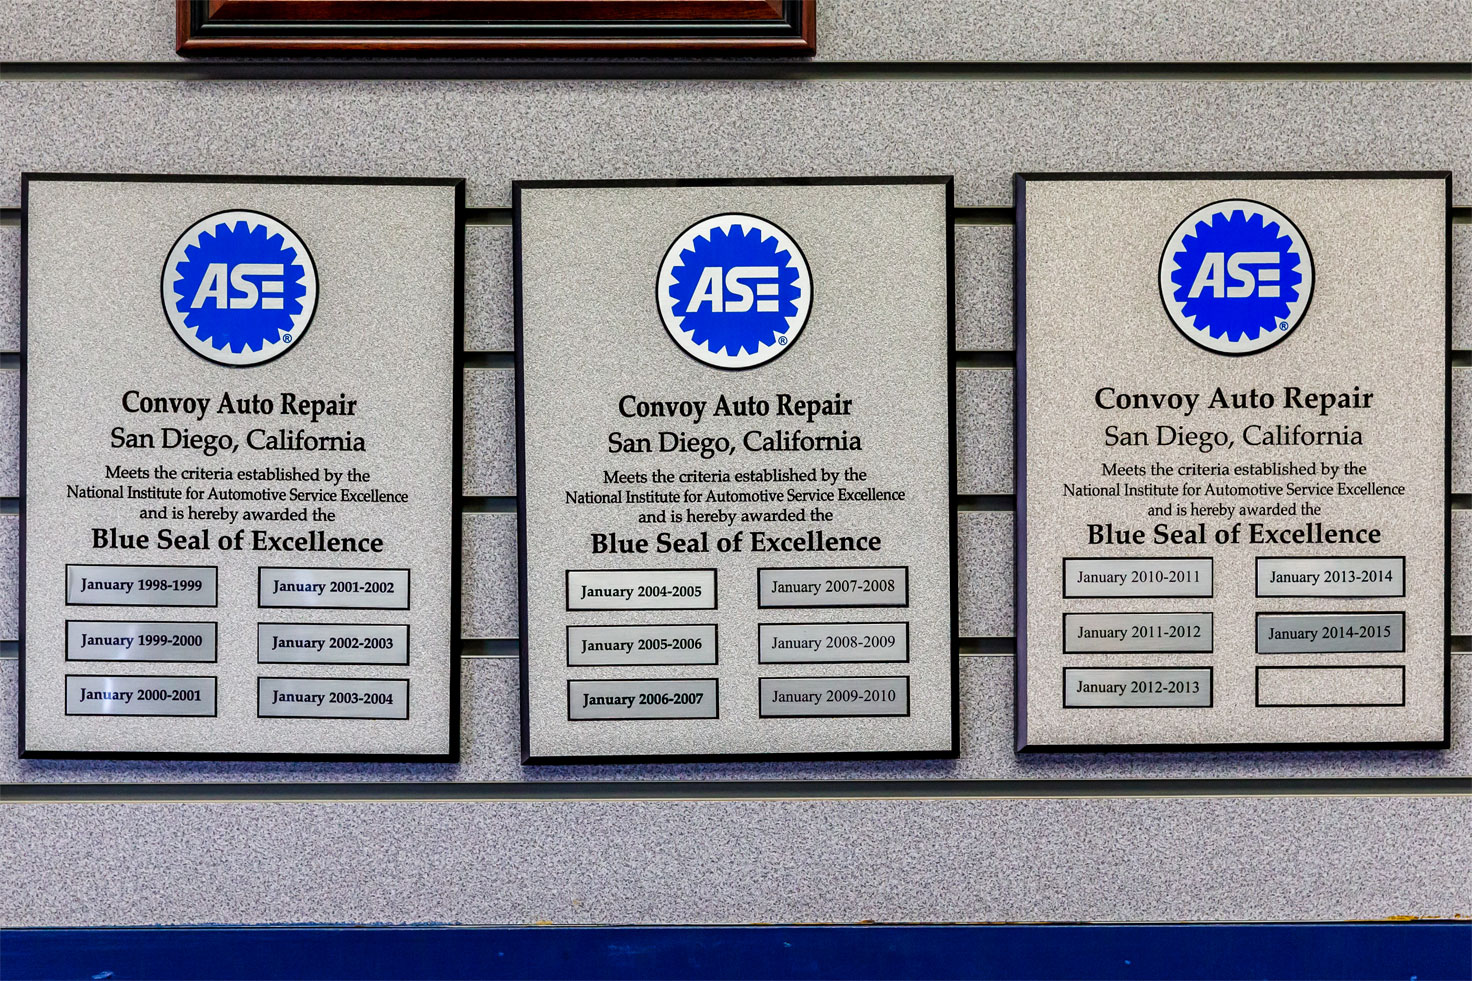 ASE
®
Convoy Auto Repair
San Diego, California
Meets the criteria established by the
National Institute for Automotive Service Excellence
and is hereby awarded the
Blue Seal of Excellence
January 1998-1999
January 2001-2002
January 1999-2000
January 2002-2003
January 2000-2001
January 2003-2004
ASE
®
Convoy Auto Repair
San Diego, California
Meets the criteria established by the
National Institute for Automotive Service Excellence
and is hereby awarded the
Blue Seal of Excellence
January 2004-2005
January 2007-2008
January 2005-2006
January 2008-2009
January 2006-2007
January 2009-2010
ASE
®
Convoy Auto Repair
San Diego, California
Meets the criteria established by the
National Institute for Automotive Service Excellence
and is hereby awarded the
Blue Seal of Excellence
January 2010-2011
January 2013-2014
January 2011-2012
January 2014-2015
January 2012-2013